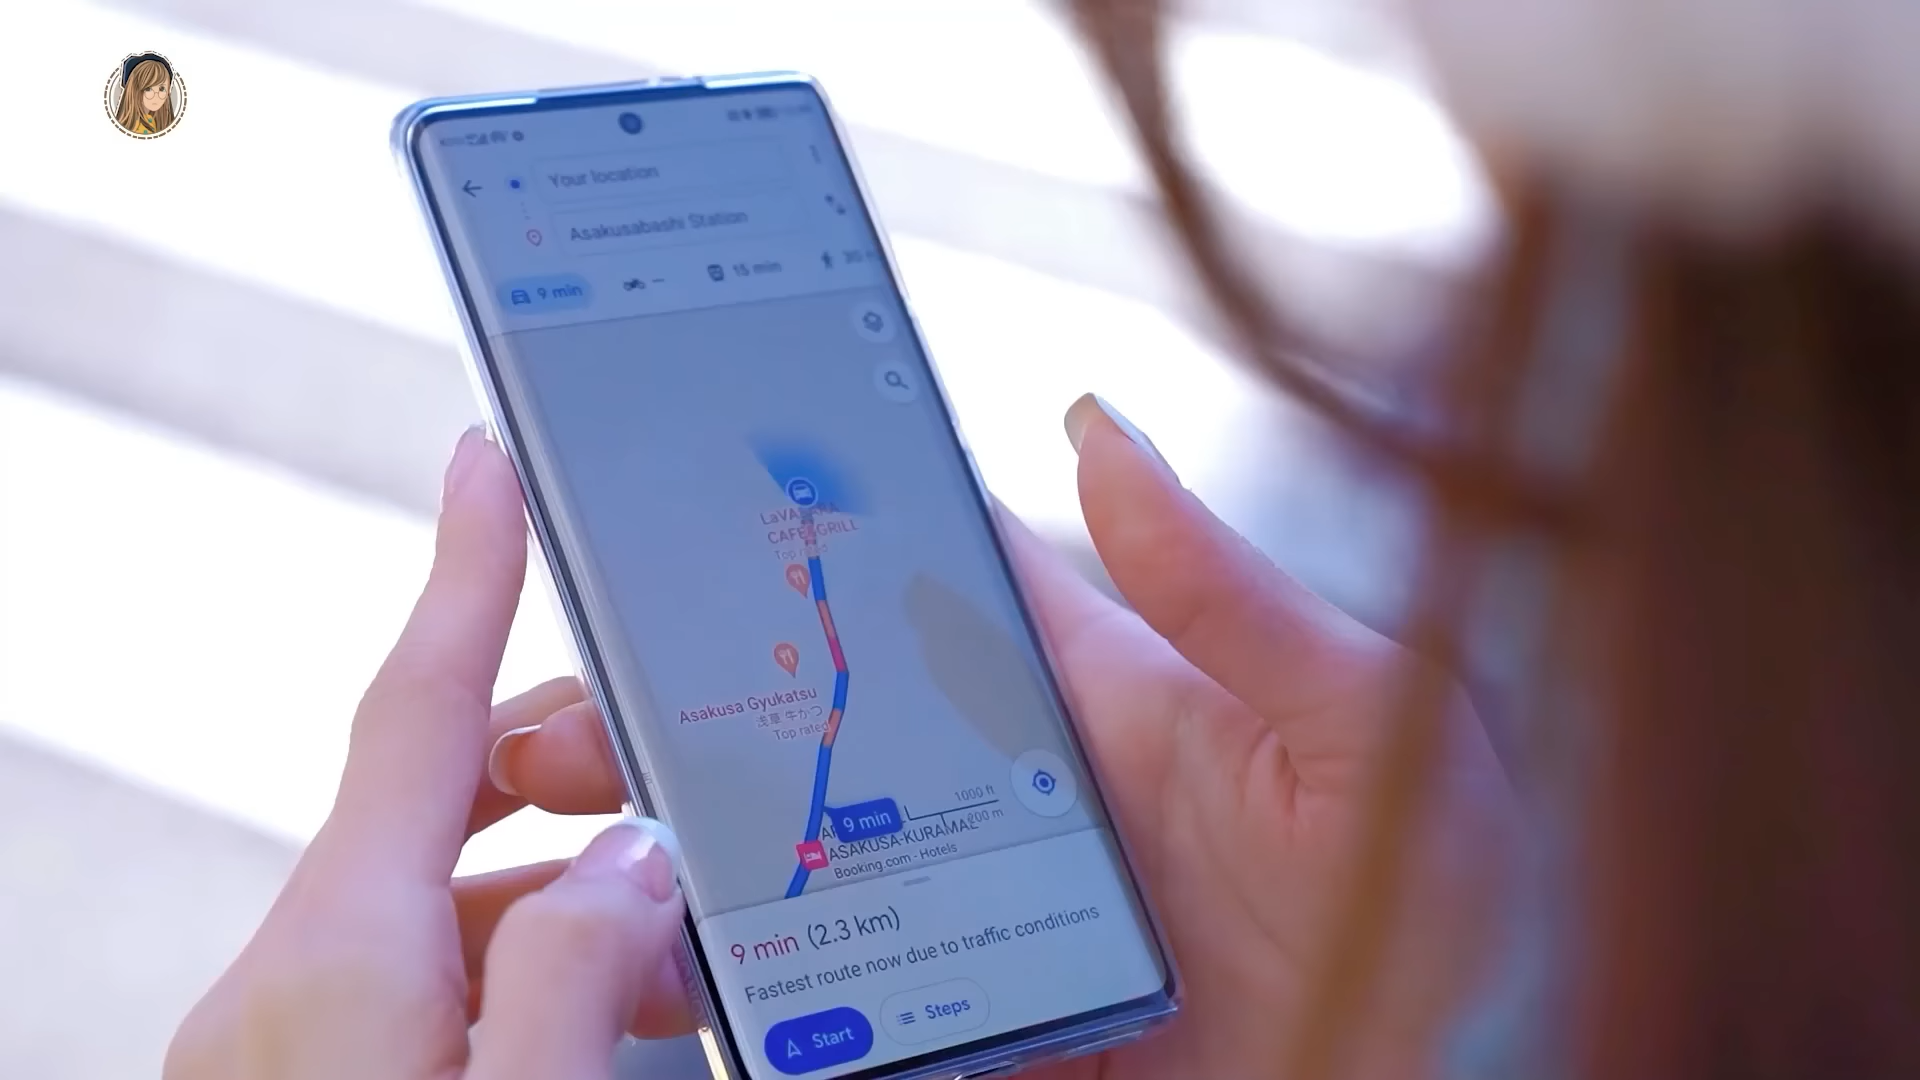 Your location
Asakusabashi Station
9 min
15 min
CAFE&GRILL
Top rated
Asakusa Gyukatsu
浅草 牛かつ
Top rated
9 min
1000 ft
200 m
ASAKUSA-KURAMAE
Booking.com - Hotels
9 min (2.3 km)
Fastest route now due to traffic conditions
Start
Steps